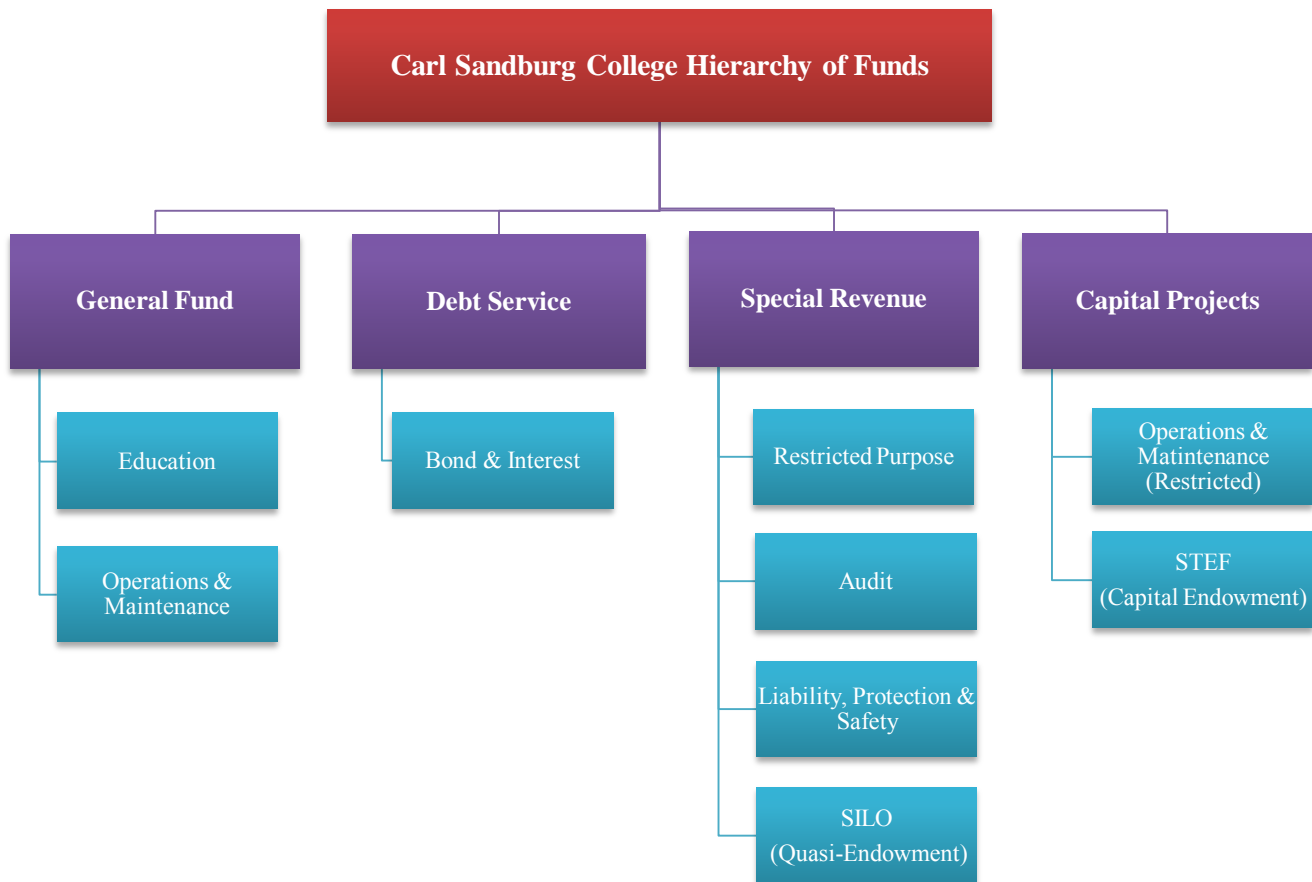 Carl Sandburg College Hierarchy of Funds
General Fund
Debt Service
Special Revenue
Capital Projects
Education
Operations &
Maintenance
Bond & Interest
Restricted Purpose
Audit
Liability, Protection &
Safety
SILO
(Quasi-Endowment)
Operations &
Matintenance
(Restricted)
STEF
(Capital Endowment)